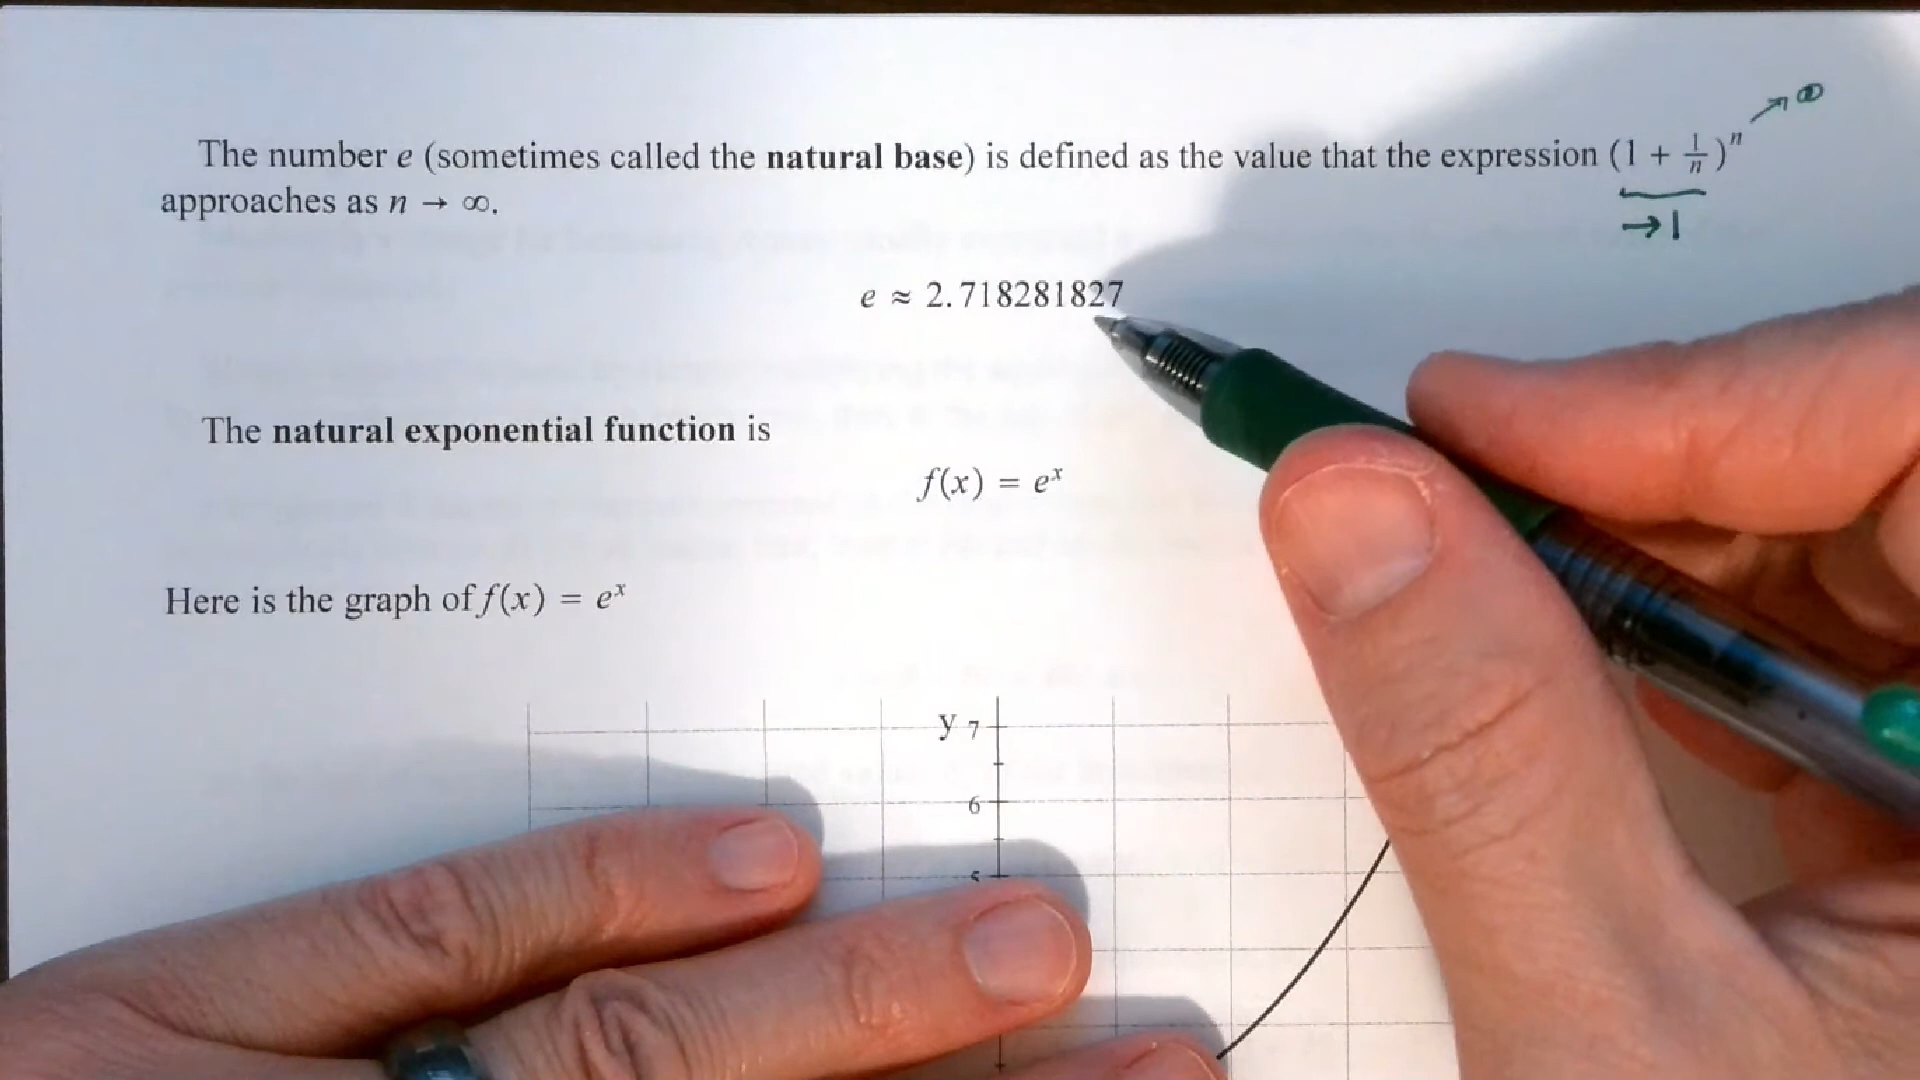 ∞
The number e (sometimes called the natural base) is defined as the value that the expression (1 + 1/n)ⁿ
approaches as n → ∞.
→1
e ≈ 2.718281827
The natural exponential function is
f(x) = eˣ
Here is the graph of f(x) = eˣ
y 7
6
5